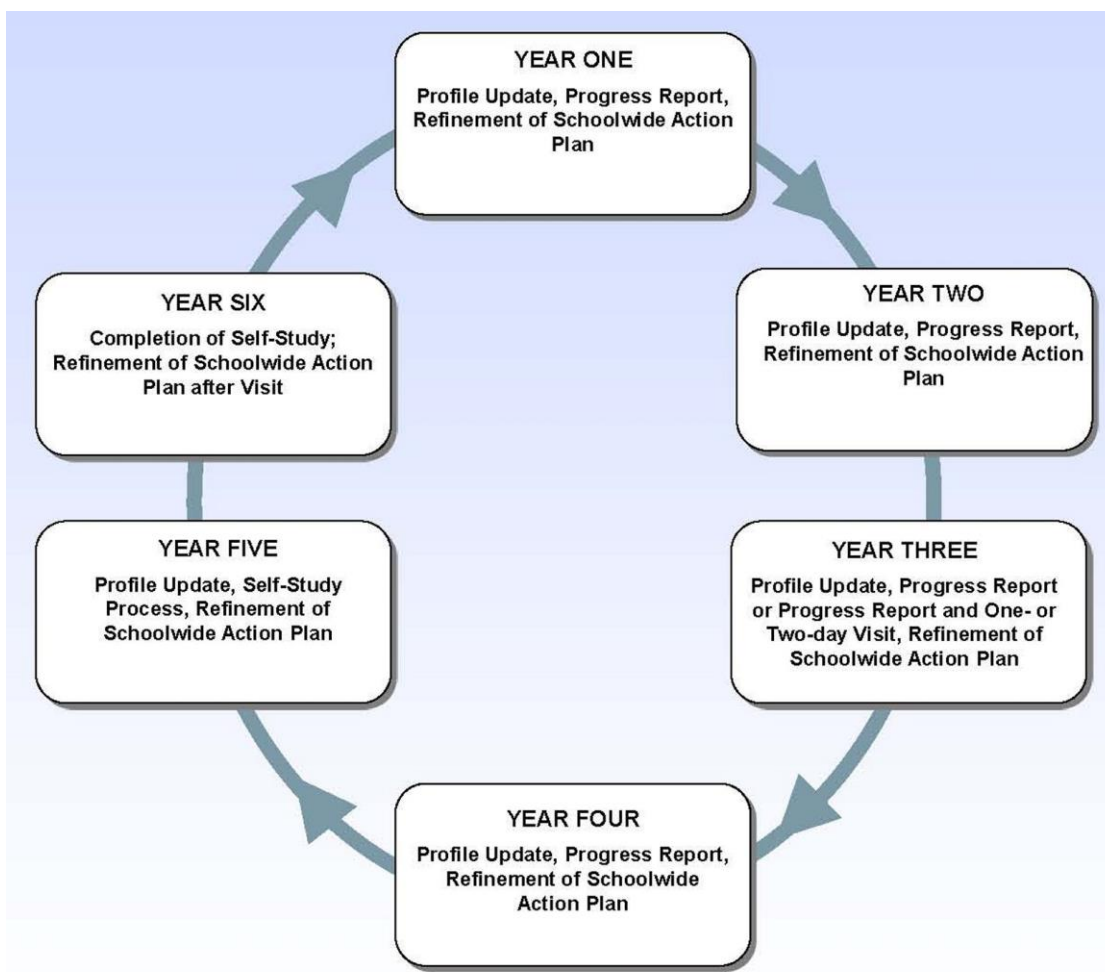 YEAR ONE
Profile Update, Progress Report,
Refinement of Schoolwide Action
Plan
YEAR TWO
Profile Update, Progress Report,
Refinement of Schoolwide Action
Plan
YEAR THREE
Profile Update, Progress Report
or Progress Report and One- or
Two-day Visit, Refinement of
Schoolwide Action Plan
YEAR FOUR
Profile Update, Progress Report,
Refinement of Schoolwide
Action Plan
YEAR FIVE
Profile Update, Self-Study
Process, Refinement of
Schoolwide Action Plan
YEAR SIX
Completion of Self-Study;
Refinement of Schoolwide Action
Plan after Visit